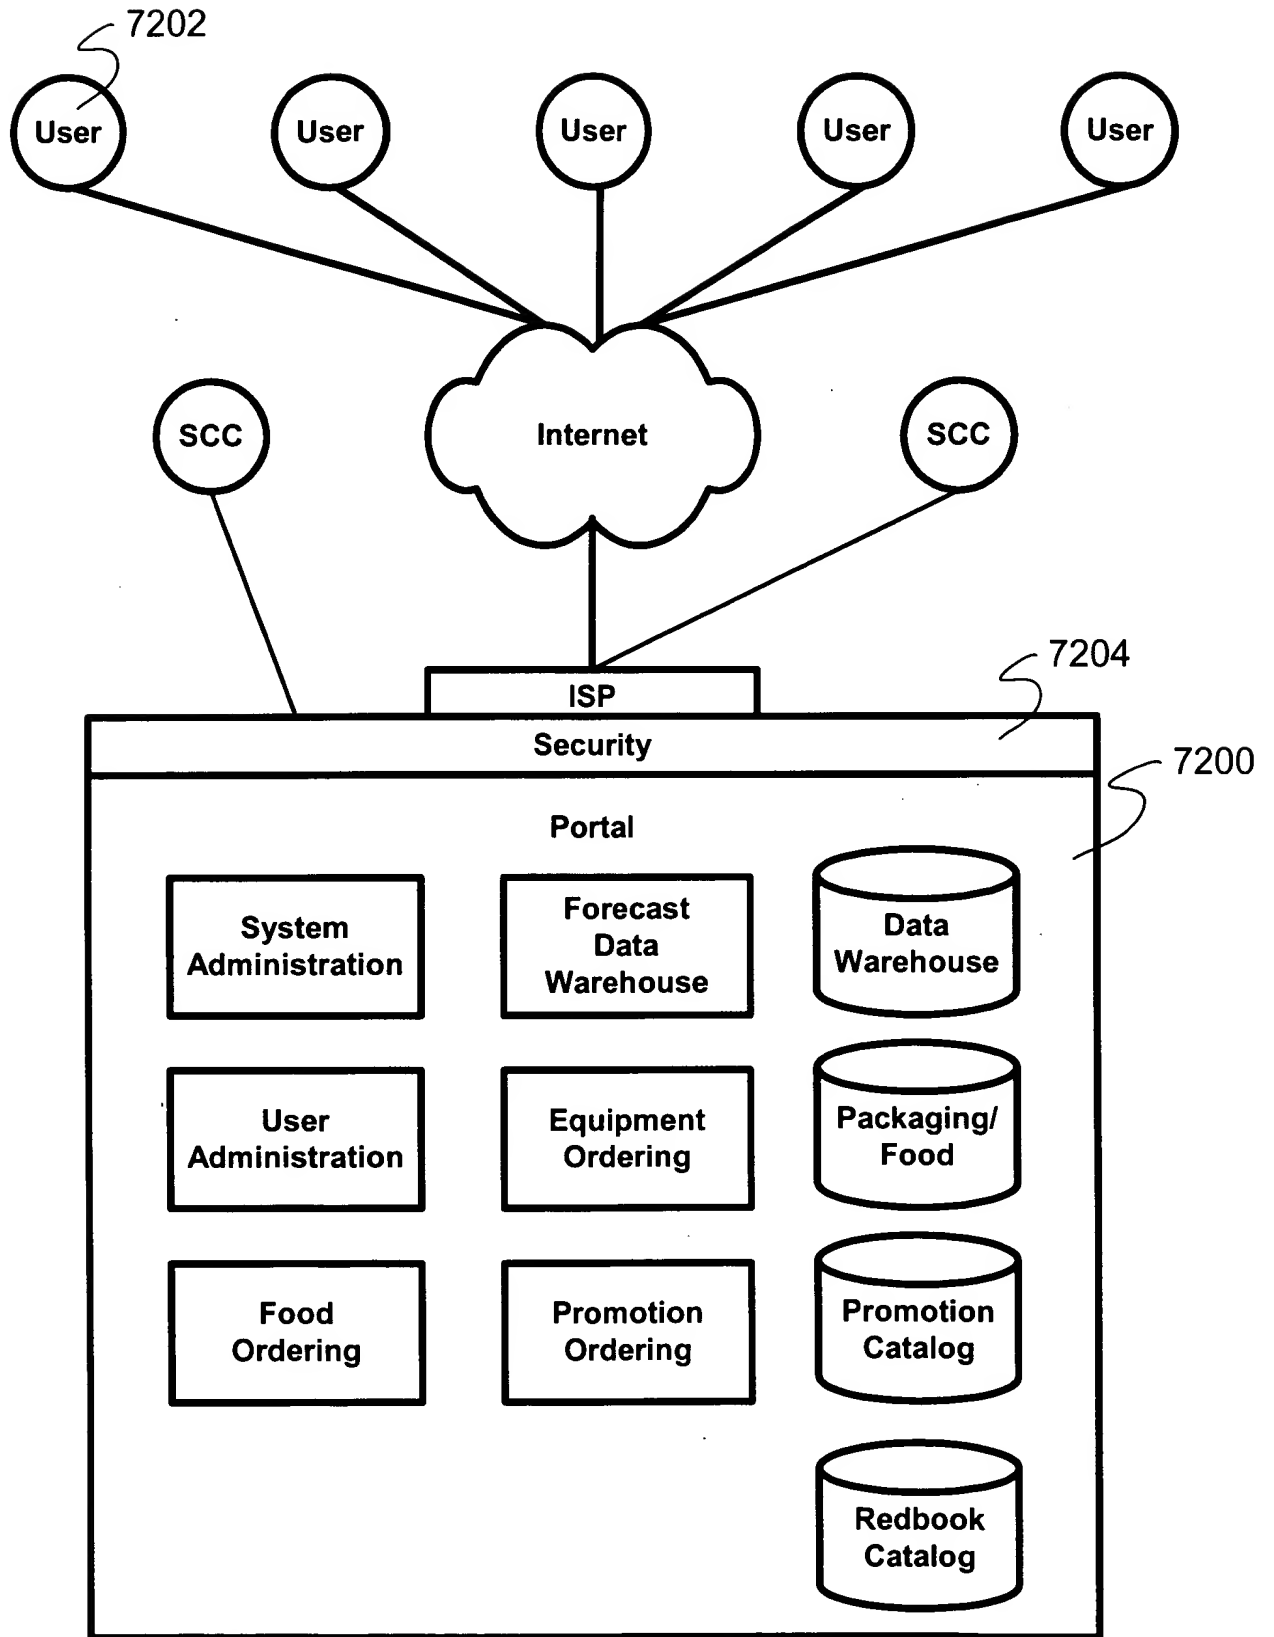 7202
User
User
User
User
User
SCC
Internet
SCC
7204
ISP
Security
7200
Portal
System
Administration
Forecast
Data
Warehouse
Data
Warehouse
User
Administration
Equipment
Ordering
Packaging/
Food
Food
Ordering
Promotion
Ordering
Promotion
Catalog
Redbook
Catalog